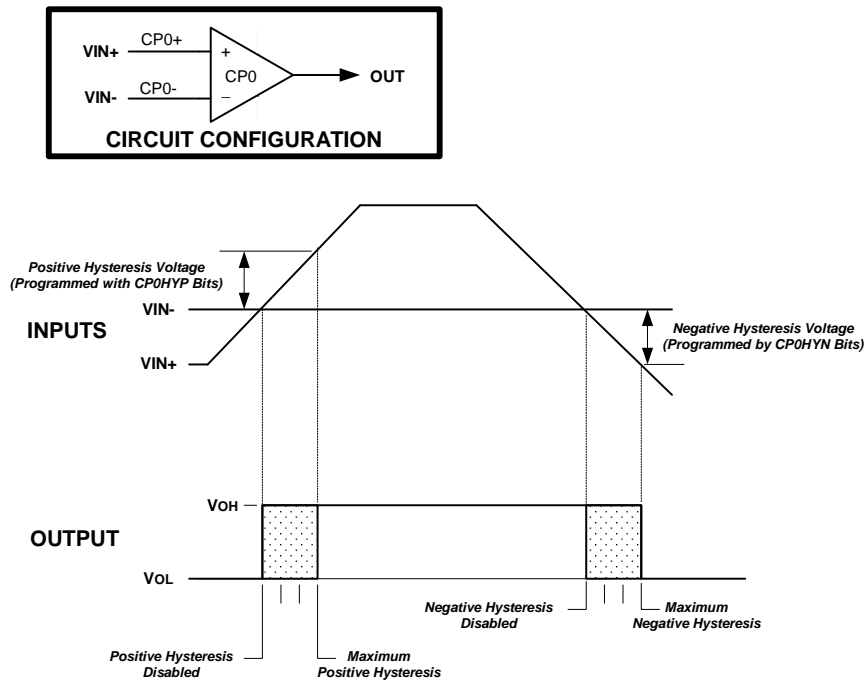 VIN+
CP0+
+
CP0
OUT
VIN-
CP0-
_
CIRCUIT CONFIGURATION
Positive Hysteresis Voltage
(Programmed with CP0HYP Bits)
VIN-
INPUTS
Negative Hysteresis Voltage
(Programmed by CP0HYN Bits)
VIN+
VOH
OUTPUT
VOL
Negative Hysteresis
Disabled
Maximum
Negative Hysteresis
Positive Hysteresis
Disabled
Maximum
Positive Hysteresis